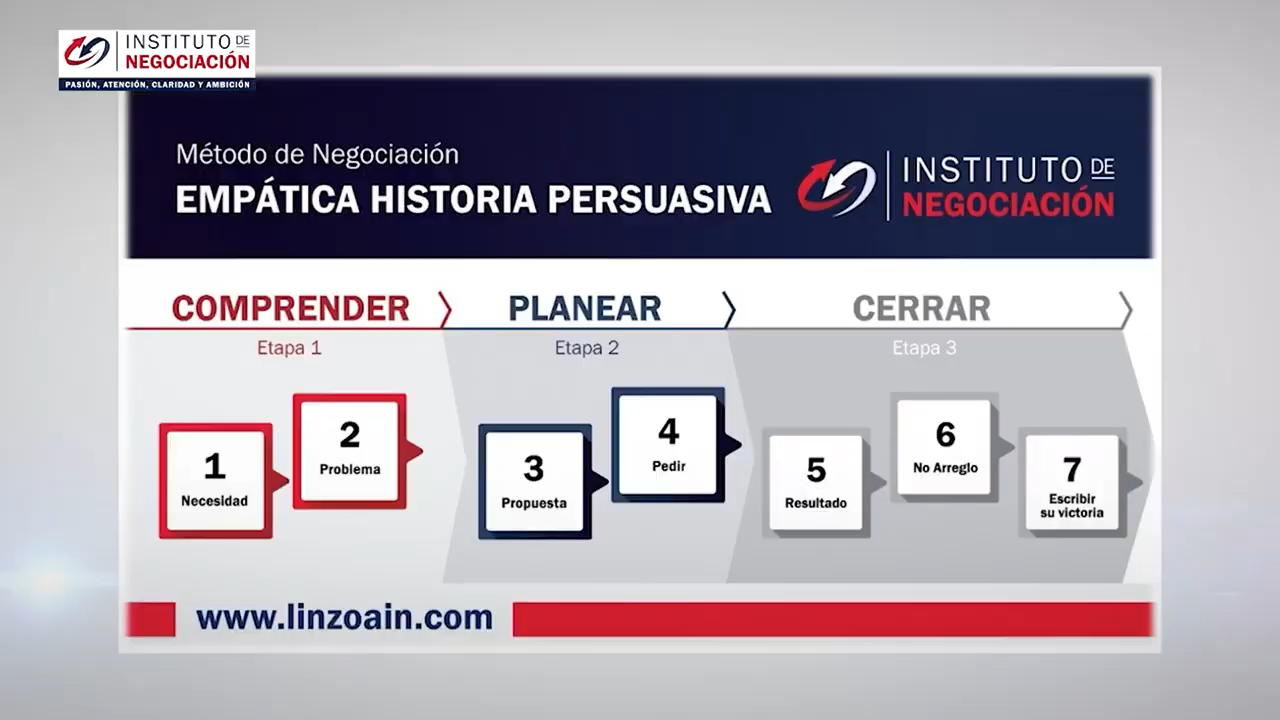 INSTITUTO DE
NEGOCIACIÓN
PASIÓN, ATENCIÓN, CLARIDAD Y AMBICIÓN
Método de Negociación
EMPÁTICA HISTORIA PERSUASIVA
INSTITUTO DE
NEGOCIACIÓN
COMPRENDER
PLANEAR
CERRAR
Etapa 1
Etapa 2
Etapa 3
1
Necesidad
2
Problema
3
Propuesta
4
Pedir
5
Resultado
6
No Arreglo
7
Escribir
su victoria
www.linzoain.com